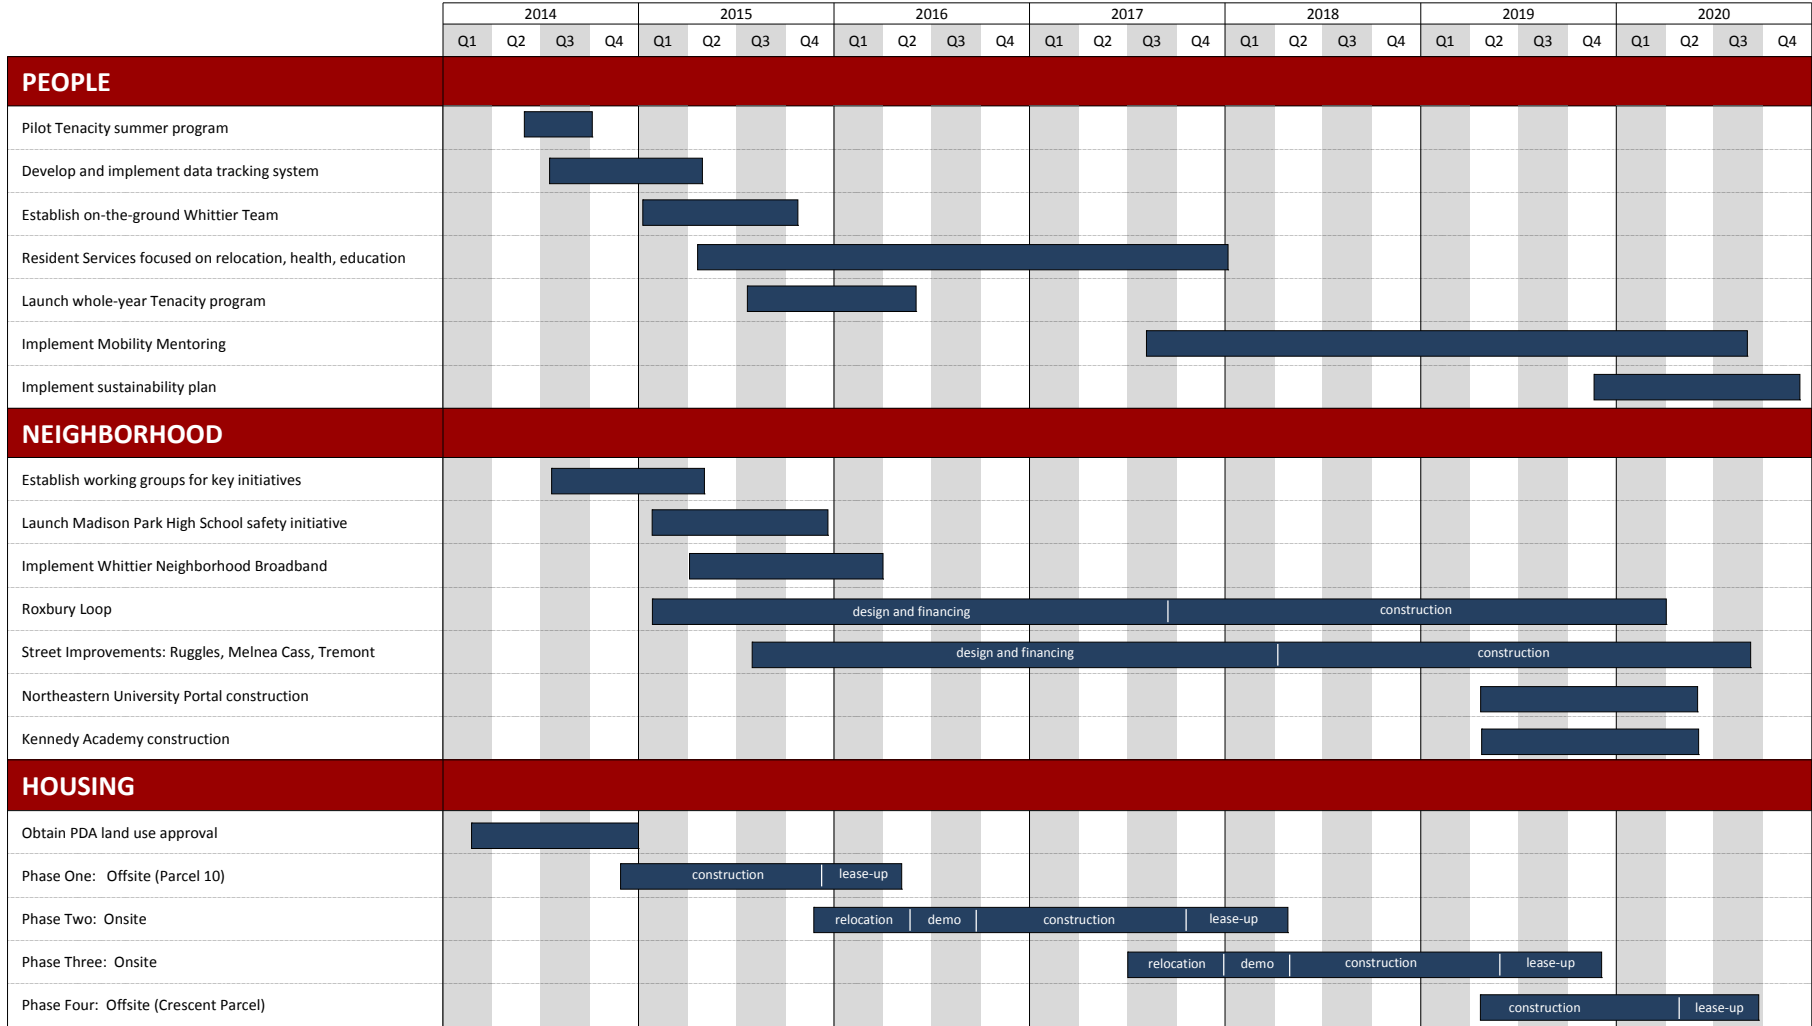 2014 2015 2016 2017 2018 2019 2020
Q1 Q2 Q3 Q4 Q1 Q2 Q3 Q4 Q1 Q2 Q3 Q4 Q1 Q2 Q3 Q4 Q1 Q2 Q3 Q4 Q1 Q2 Q3 Q4 Q1 Q2 Q3 Q4
PEOPLE
Pilot Tenacity summer program
Develop and implement data tracking system
Establish on-the-ground Whittier Team
Resident Services focused on relocation, health, education
Launch whole-year Tenacity program
Implement Mobility Mentoring
Implement sustainability plan
NEIGHBORHOOD
Establish working groups for key initiatives
Launch Madison Park High School safety initiative
Implement Whittier Neighborhood Broadband
Roxbury Loop design and financing construction
Street Improvements: Ruggles, Melnea Cass, Tremont design and financing construction
Northeastern University Portal construction
Kennedy Academy construction
HOUSING
Obtain PDA land use approval
Phase One: Offsite (Parcel 10) construction lease-up
Phase Two: Onsite relocation demo construction lease-up
Phase Three: Onsite relocation demo construction lease-up
Phase Four: Offsite (Crescent Parcel) construction lease-up